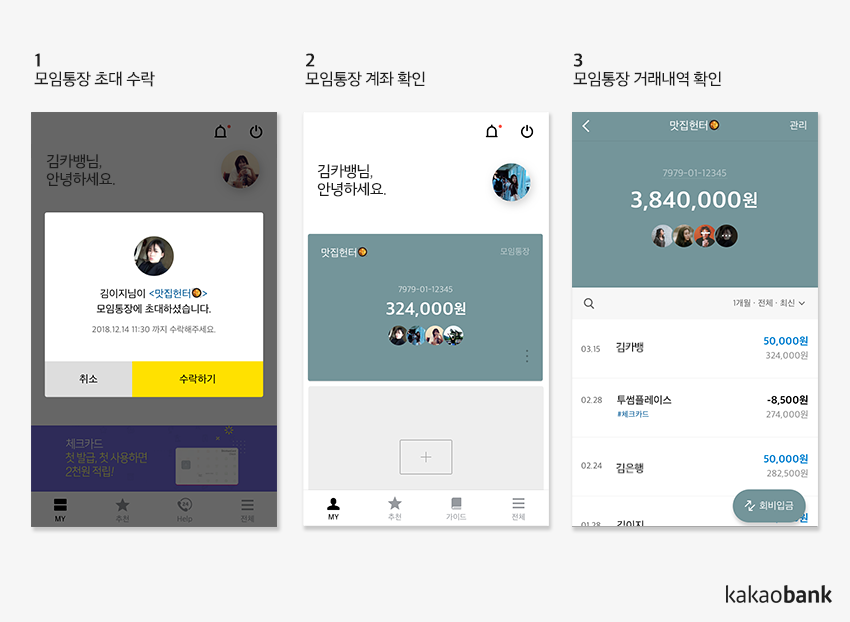 1
모임통장 초대 수락
김카뱅님,
안녕하세요.
김이지님이 <맛집헌터>
모임통장에 초대하셨습니다.
2018.12.14 11:30 까지 수락해주세요.
취소
수락하기
체크카드
첫 발급, 첫 사용하면
2천원 적립!
MY
추천
24
Help
전체
2
모임통장 계좌 확인
김카뱅님,
안녕하세요.
맛집헌터
모임통장
7979-01-12345
324,000원
+
MY
추천
가이드
전체
3
모임통장 거래내역 확인
맛집헌터
관리
7979-01-12345
3,840,000원
1개월 · 전체 · 최신
03.15 김카뱅 50,000원
324,000원
02.28 투썸플레이스 -8,500원
#체크카드 274,000원
02.24 김은행 50,000원
282,500원
회비입금
01.28 김이지 원
kakaobank